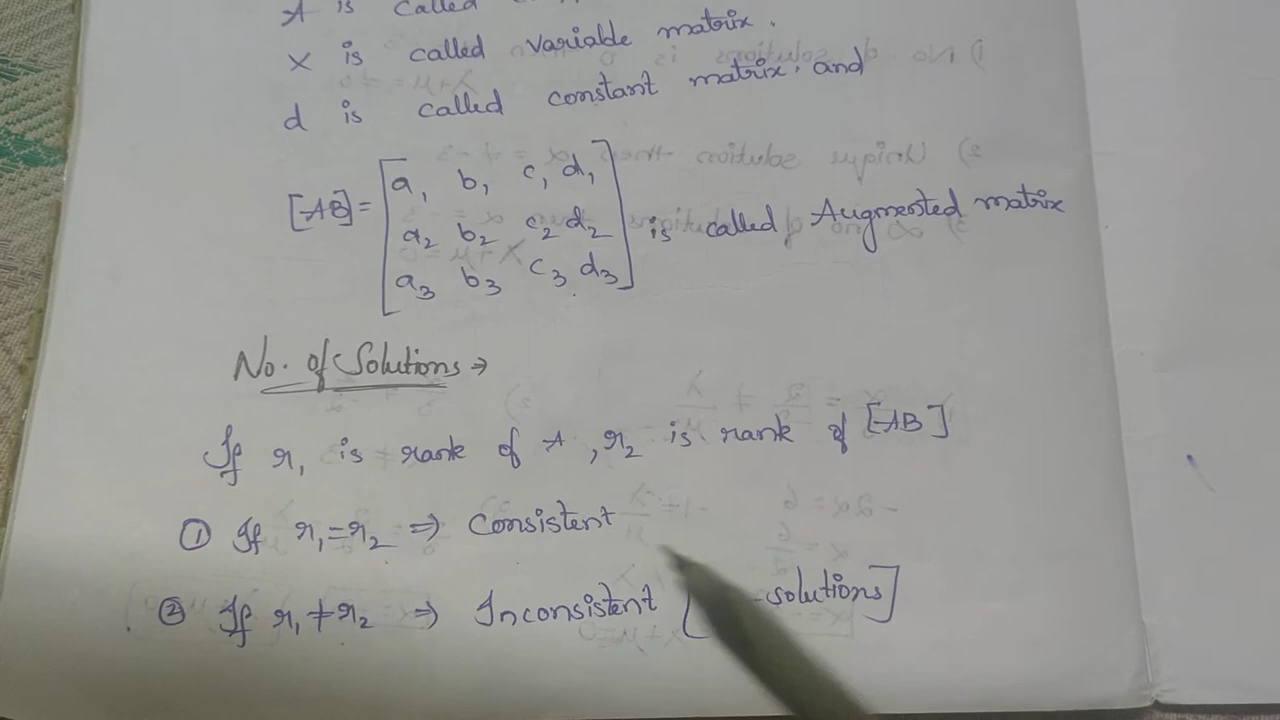 A is called
X is called variable matrix.
d is called constant matrix. and
[AB] = [a₁ b₁ c₁ d₁
a₂ b₂ c₂ d₂
a₃ b₃ c₃ d₃] is called Augmented matrix
No. of Solutions →
If r₁ is rank of A, r₂ is rank of [AB]
① If r₁=r₂ ⇒ Consistent
② If r₁≠r₂ ⇒ Inconsistent [ solutions]